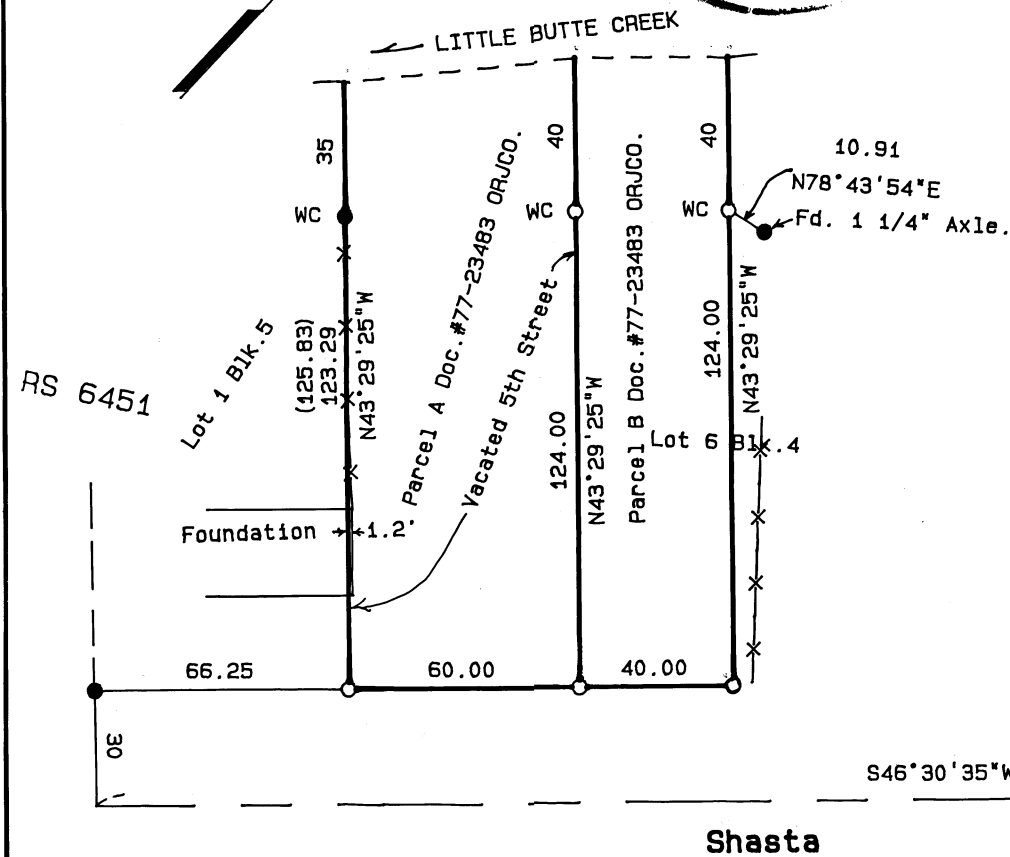 LITTLE BUTTE CREEK
35
40
40
10.91
N78°43'54"E
WC
WC
WC
Fd. 1 1/4" Axle.
RS 6451
Lot 1 Blk.5
(125.83)
123.29
N43°29'25"W
Parcel A Doc.#77-23483 ORJCO.
Vacated 5th Street
124.00
N43°29'25"W
Parcel B Doc.#77-23483 ORJCO.
124.00
N43°29'25"W
Lot 6 Blk.4
Foundation
1.2'
66.25
60.00
40.00
30
S46°30'35"W
Shasta